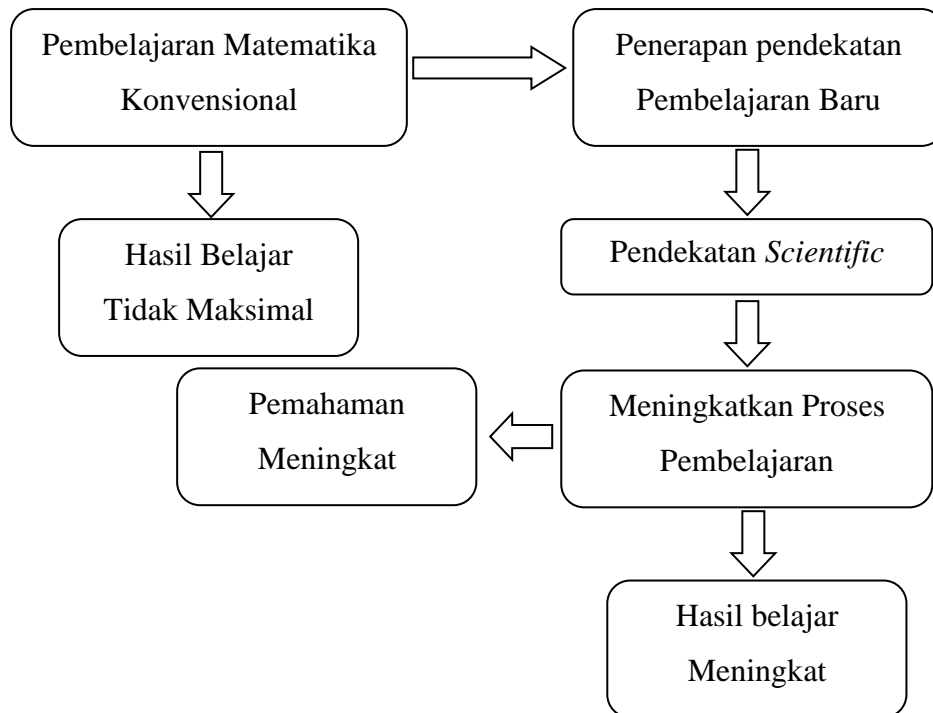 Pembelajaran Matematika
Konvensional
Penerapan pendekatan
Pembelajaran Baru
Hasil Belajar
Tidak Maksimal
Pendekatan Scientific
Pemahaman
Meningkat
Meningkatkan Proses
Pembelajaran
Hasil belajar
Meningkat